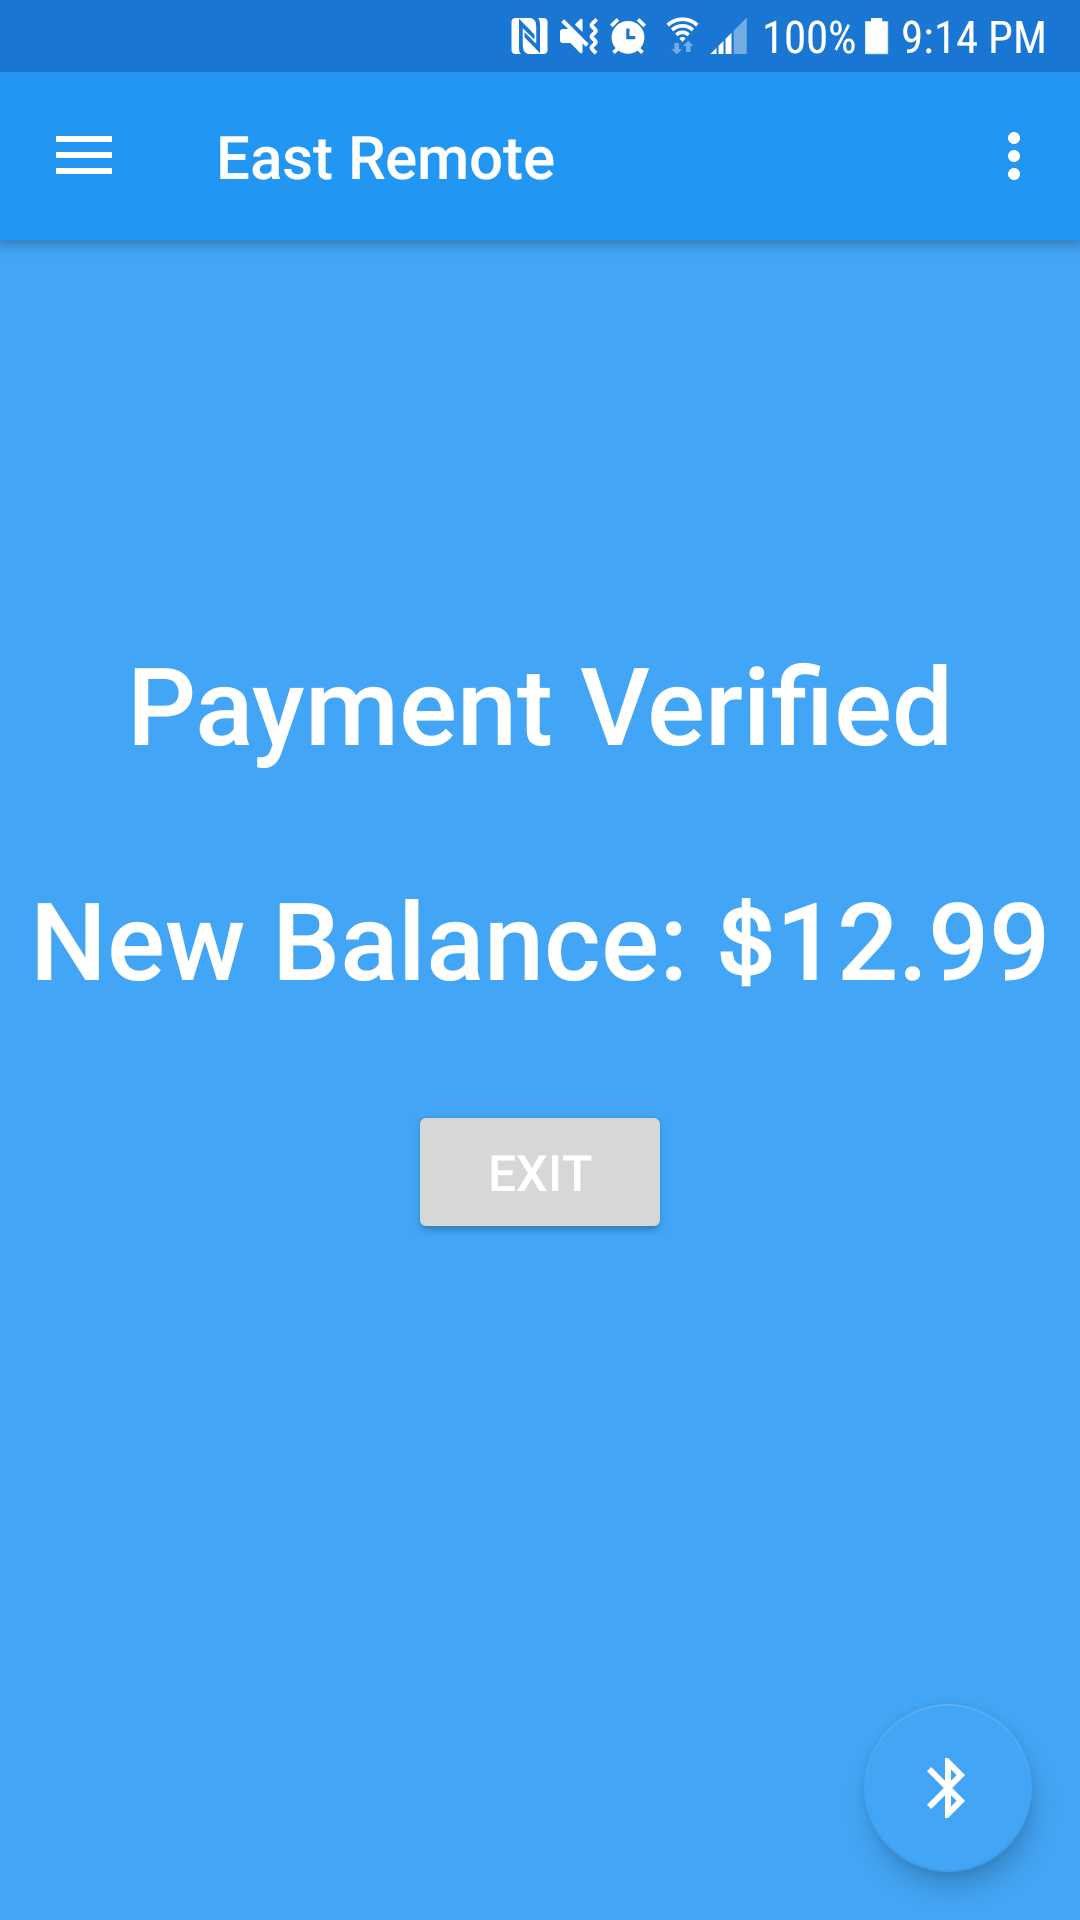 100% 9:14 PM
East Remote
Payment Verified
New Balance: $12.99
EXIT